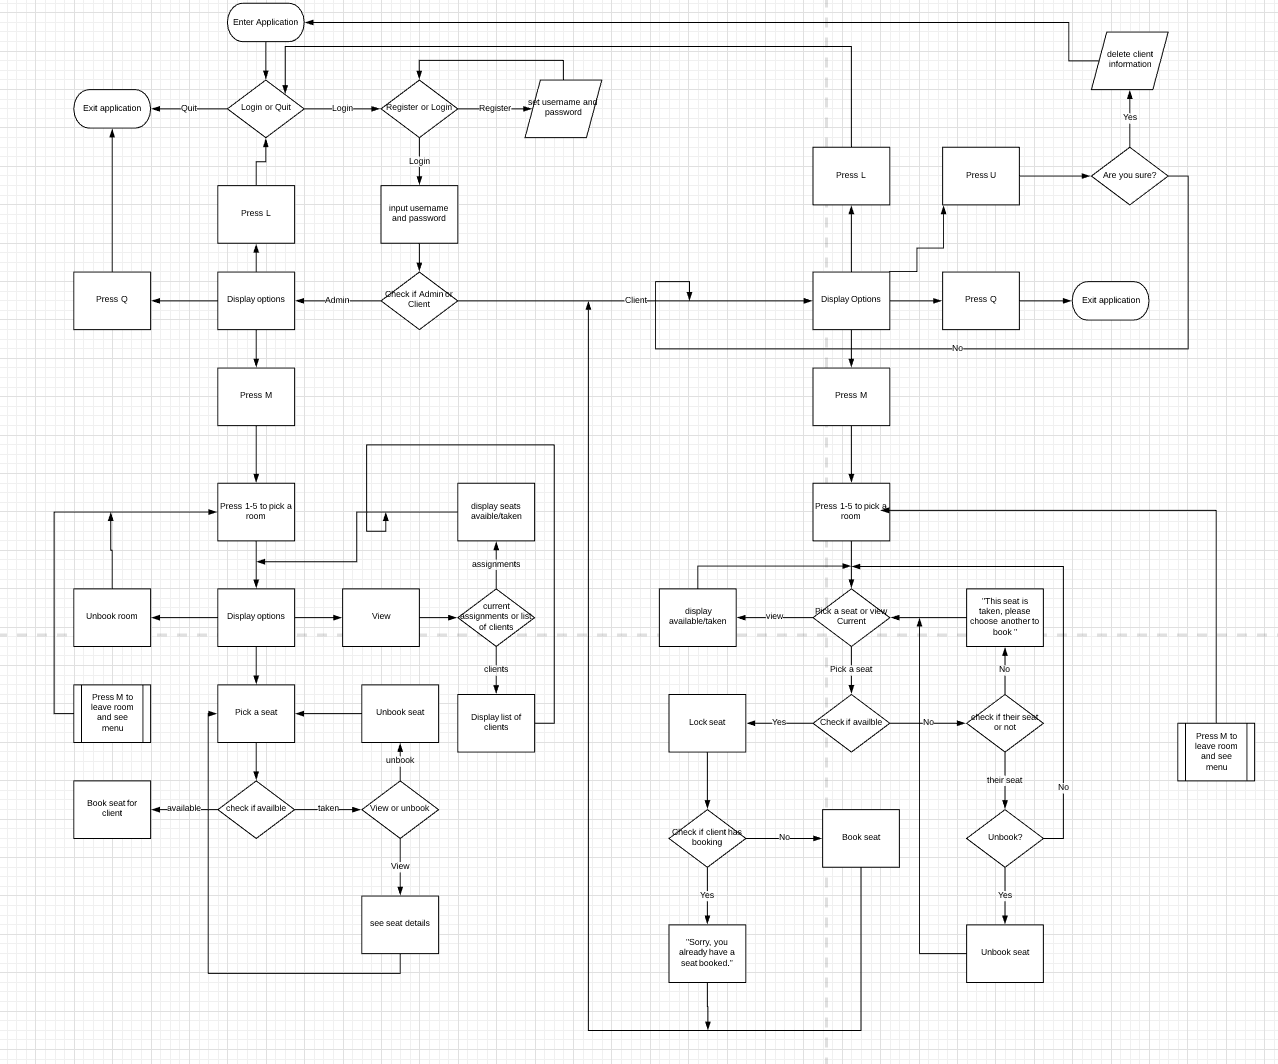 Enter Application
delete client
information
Exit application
Quit
Login or Quit
Login
Register or Login
Register
set username and
password
Yes
Login
Press L
input username
and password
Press L
Press U
Are you sure?
Press Q
Display options
Admin
Check if Admin or
Client
Client
Display Options
Press Q
Exit application
No
Press M
Press M
Press 1-5 to pick a
room
display seats
avaible/taken
Press 1-5 to pick a
room
assignments
Unbook room
Display options
View
current
assignments or list
of clients
display
available/taken
view
Pick a seat or view
Current
"This seat is
taken, please
choose another to
book "
clients
Pick a seat
No
Press M to
leave room
and see
menu
Pick a seat
Unbook seat
Display list of
clients
Lock seat
Yes
Check if availble
No
check if their seat
or not
Press M to
leave room
and see
menu
unbook
their seat
No
Book seat for
client
available
check if availble
taken
View or unbook
Check if client has
booking
No
Book seat
Unbook?
View
Yes
Yes
see seat details
"Sorry, you
already have a
seat booked."
Unbook seat